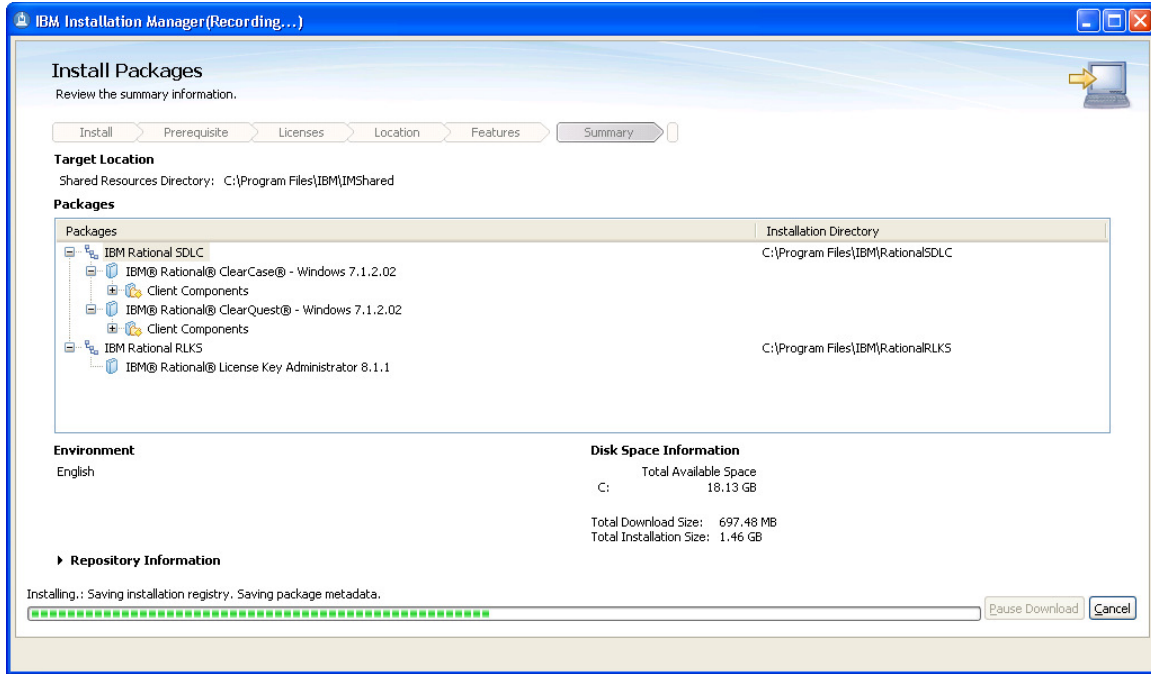 IBM Installation Manager(Recording...)
Install Packages
Review the summary information.
Install Prerequisite Licenses Location Features Summary
Target Location
Shared Resources Directory: C:\Program Files\IBM\IMShared
Packages
Packages Installation Directory
IBM Rational SDLC C:\Program Files\IBM\RationalSDLC
IBM® Rational® ClearCase® - Windows 7.1.2.02
Client Components
IBM® Rational® ClearQuest® - Windows 7.1.2.02
Client Components
IBM Rational RLKS C:\Program Files\IBM\RationalRLKS
IBM® Rational® License Key Administrator 8.1.1
Environment Disk Space Information
English Total Available Space
C: 18.13 GB
Total Download Size: 697.48 MB
Total Installation Size: 1.46 GB
Repository Information
Installing.: Saving installation registry. Saving package metadata.
Pause Download Cancel